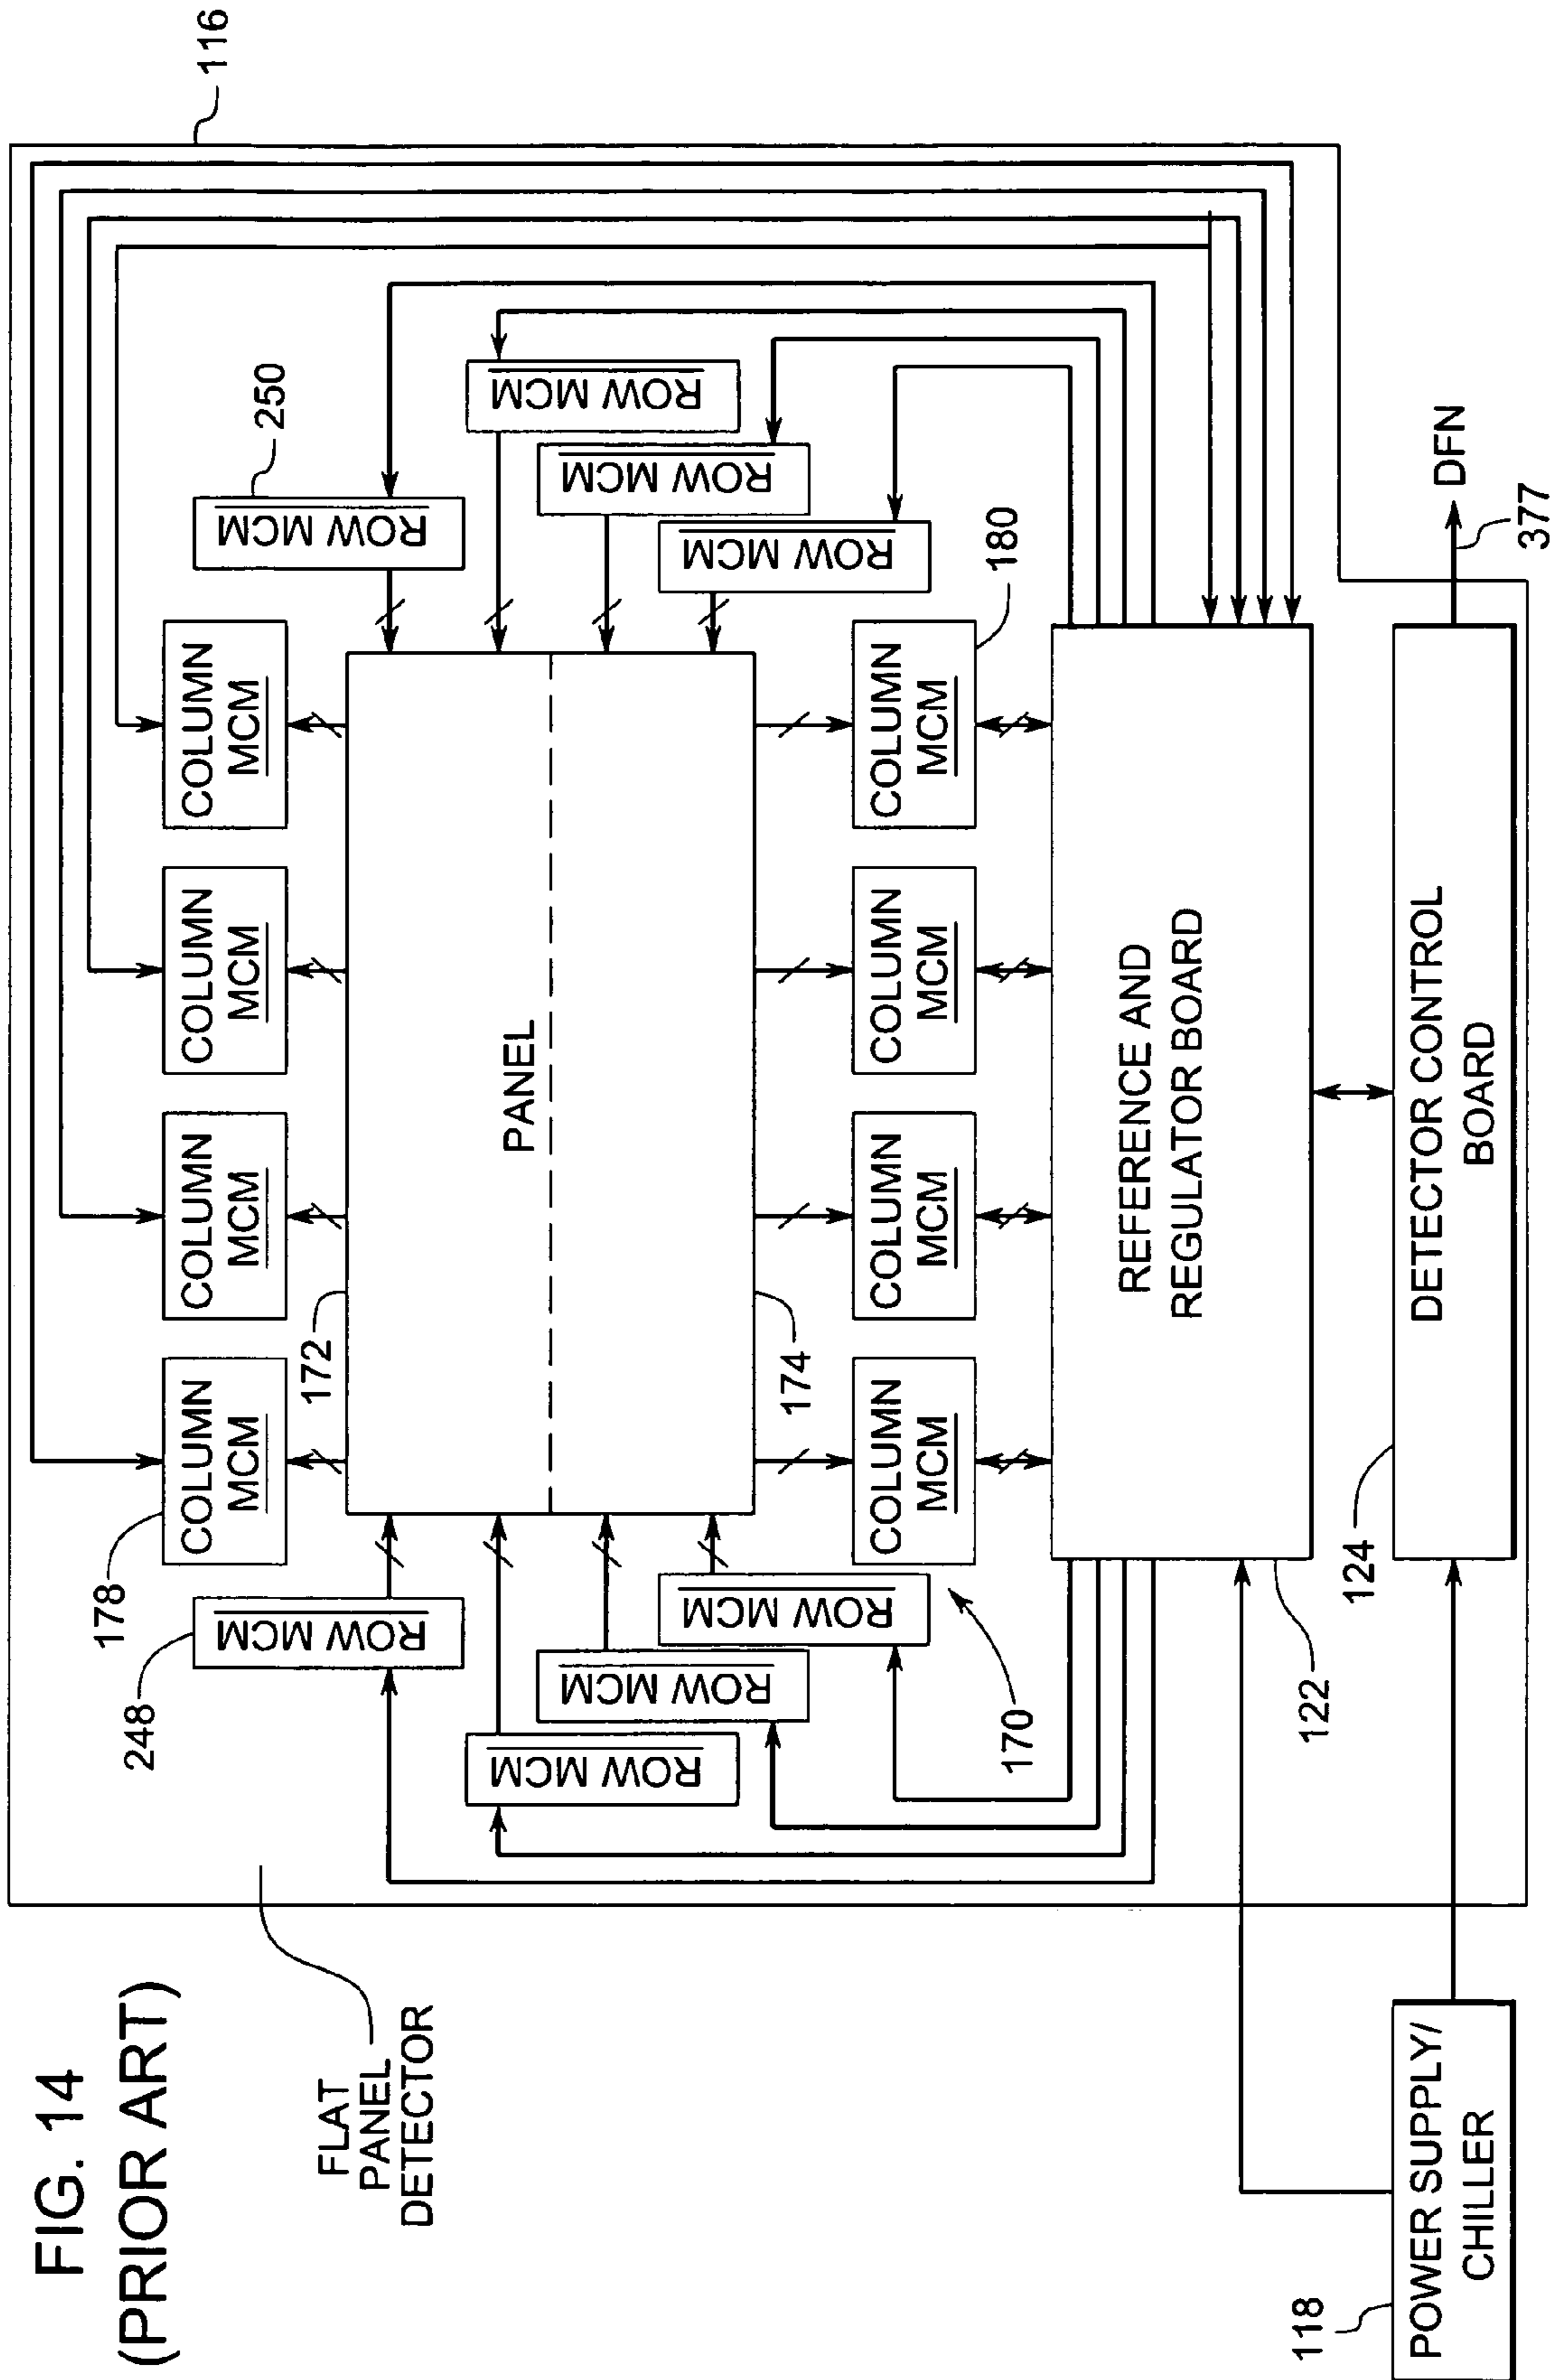 FIG. 14
(PRIOR ART)
116
FLAT
PANEL
DETECTOR
178
COLUMN
MCM
COLUMN
MCM
COLUMN
MCM
COLUMN
MCM
250
248
ROW MCM
ROW MCM
ROW MCM
ROW MCM
172
PANEL
174
ROW MCM
ROW MCM
ROW MCM
ROW MCM
170
COLUMN
MCM
COLUMN
MCM
COLUMN
MCM
COLUMN
MCM
180
122
REFERENCE AND
REGULATOR BOARD
124
DETECTOR CONTROL
BOARD
DFN
377
118
POWER SUPPLY/
CHILLER